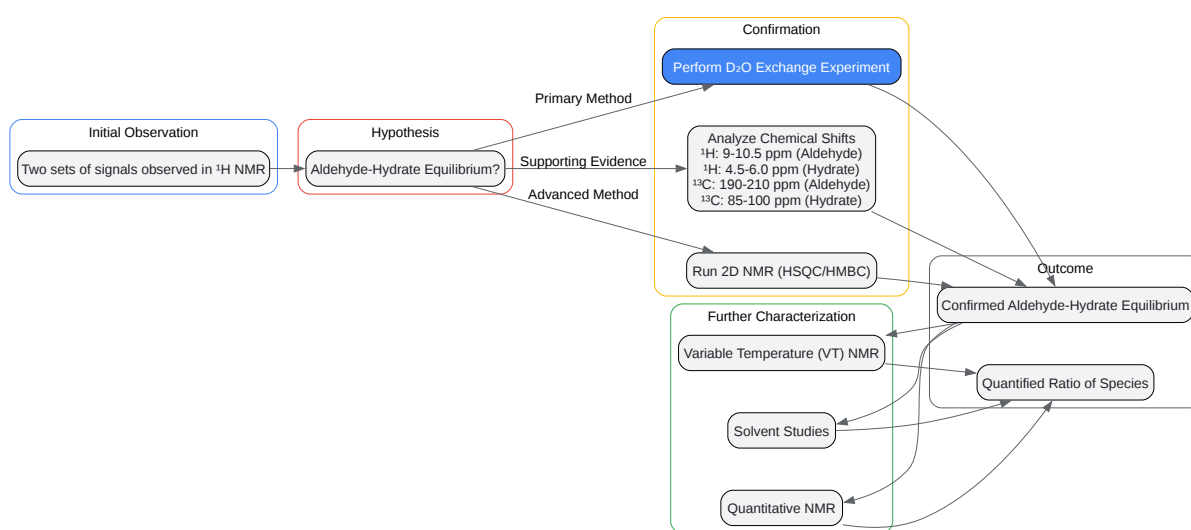 Initial Observation
Two sets of signals observed in ¹H NMR
Hypothesis
Aldehyde-Hydrate Equilibrium?
Primary Method
Supporting Evidence
Advanced Method
Confirmation
Perform D₂O Exchange Experiment
Analyze Chemical Shifts
¹H: 9-10.5 ppm (Aldehyde)
¹H: 4.5-6.0 ppm (Hydrate)
¹³C: 190-210 ppm (Aldehyde)
¹³C: 85-100 ppm (Hydrate)
Run 2D NMR (HSQC/HMBC)
Further Characterization
Variable Temperature (VT) NMR
Solvent Studies
Quantitative NMR
Outcome
Confirmed Aldehyde-Hydrate Equilibrium
Quantified Ratio of Species